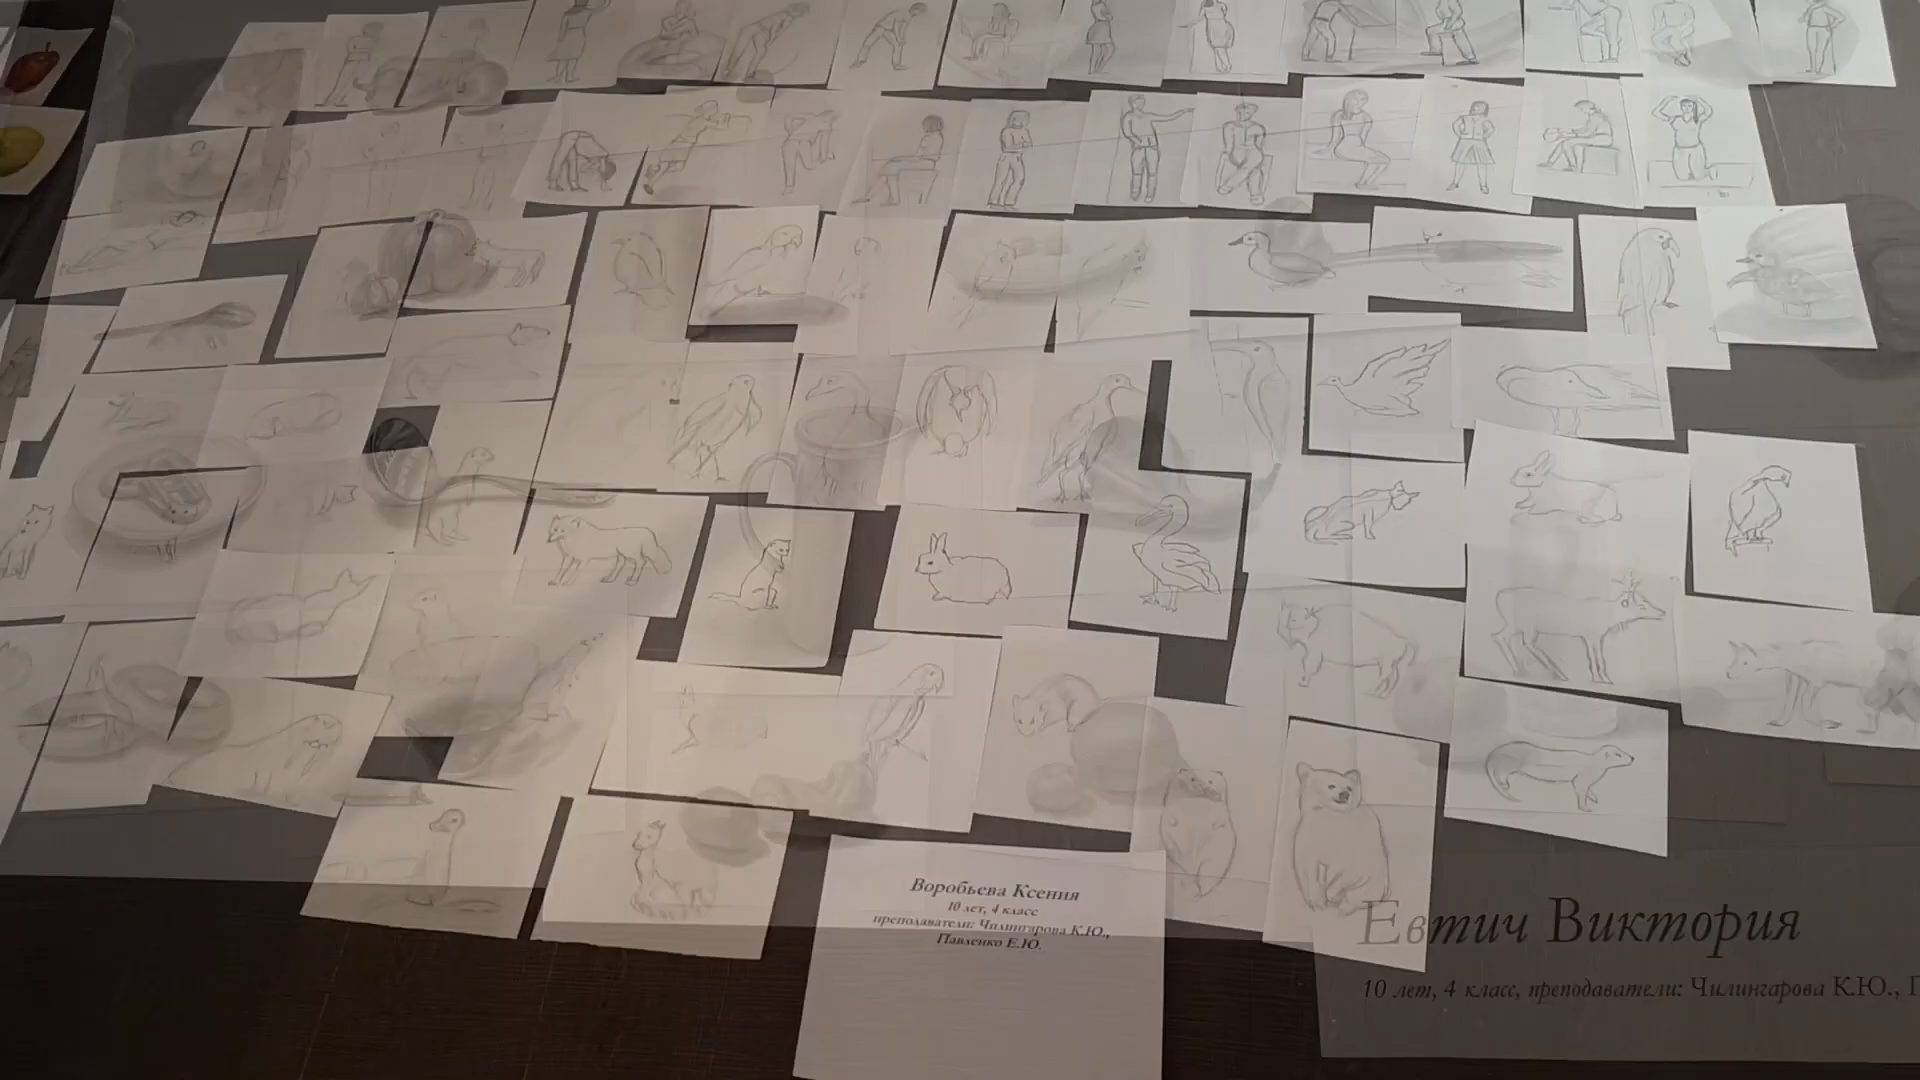 Воробьева Ксения
10 лет, 4 класс
преподаватели: Чилингарова К.Ю.,
Павленко Е.Ю.
Евтич Виктория
10 лет, 4 класс, преподаватели: Чилингарова К.Ю.,